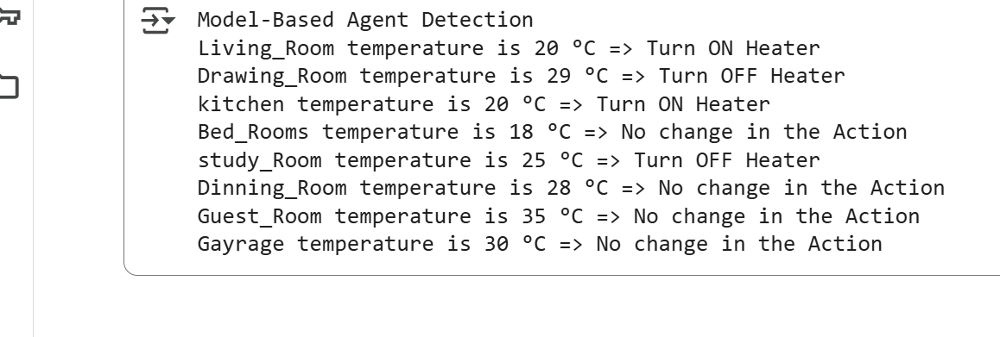 Model-Based Agent Detection
Living_Room temperature is 20 °C => Turn ON Heater
Drawing_Room temperature is 29 °C => Turn OFF Heater
kitchen temperature is 20 °C => Turn ON Heater
Bed_Rooms temperature is 18 °C => No change in the Action
study_Room temperature is 25 °C => Turn OFF Heater
Dinning_Room temperature is 28 °C => No change in the Action
Guest_Room temperature is 35 °C => No change in the Action
Gayrage temperature is 30 °C => No change in the Action